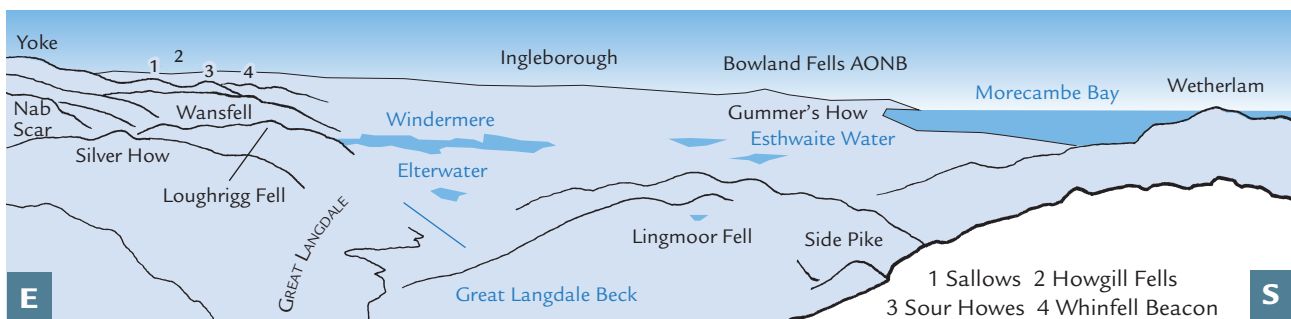 Yoke
1
2
3
4
Ingleborough
Bowland Fells AONB
Wetherlam
Morecambe Bay
Nab
Scar
Wansfell
Windermere
Gummer's How
Esthwaite Water
Silver How
Elterwater
Loughrigg Fell
GREAT LANGDALE
Lingmoor Fell
Side Pike
Great Langdale Beck
1 Sallows 2 Howgill Fells
3 Sour Howes 4 Whinfell Beacon
E
S